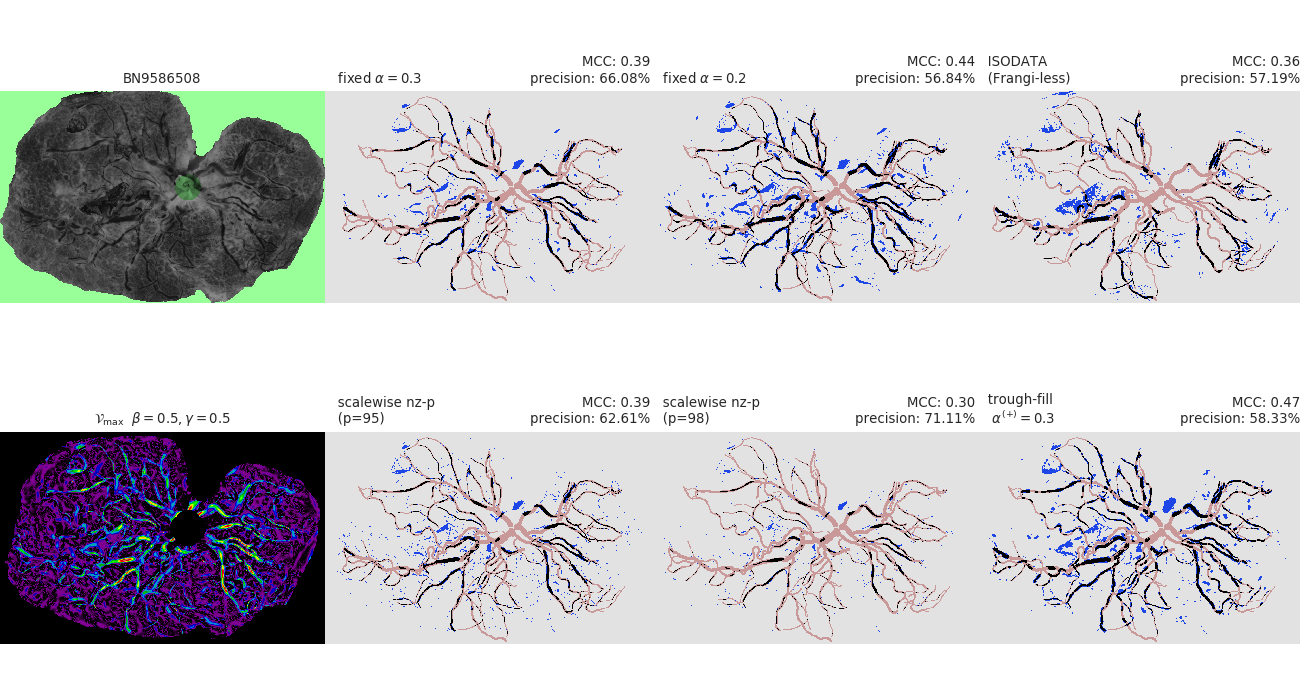 BN9586508
fixed α = 0.3
MCC: 0.39
precision: 66.08%
fixed α = 0.2
MCC: 0.44
precision: 56.84%
ISODATA
(Frangi-less)
MCC: 0.36
precision: 57.19%
𝒱max β = 0.5, γ = 0.5
scalewise nz-p
(p=95)
MCC: 0.39
precision: 62.61%
scalewise nz-p
(p=98)
MCC: 0.30
precision: 71.11%
trough-fill
α(+) = 0.3
MCC: 0.47
precision: 58.33%